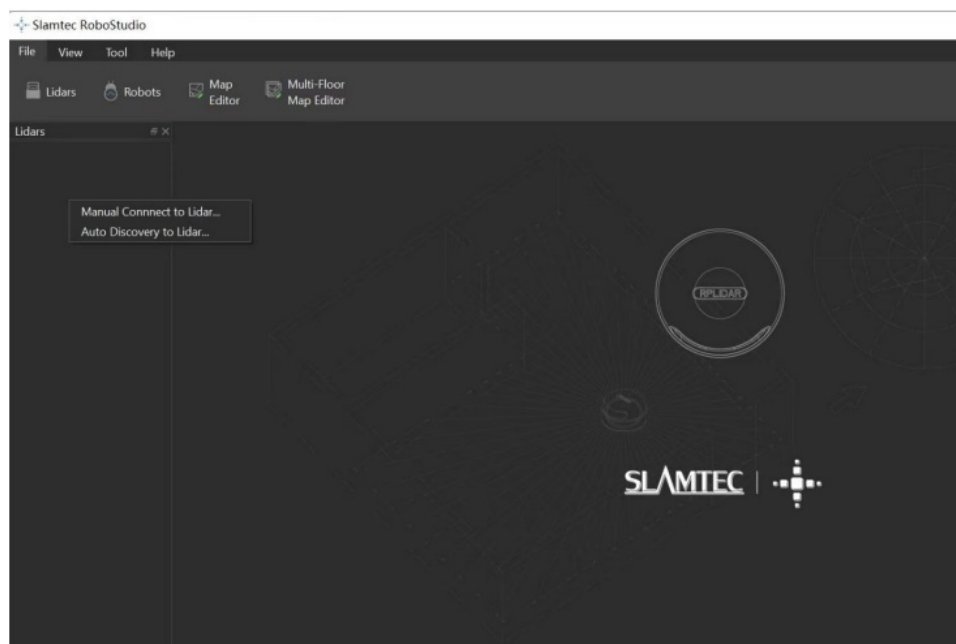 Slamtec RoboStudio
File View Tool Help
Lidars Robots Map Editor Multi-Floor Map Editor
Lidars
Manual Connnect to Lidar...
Auto Discovery to Lidar...
RPLIDAR
SLAMTEC